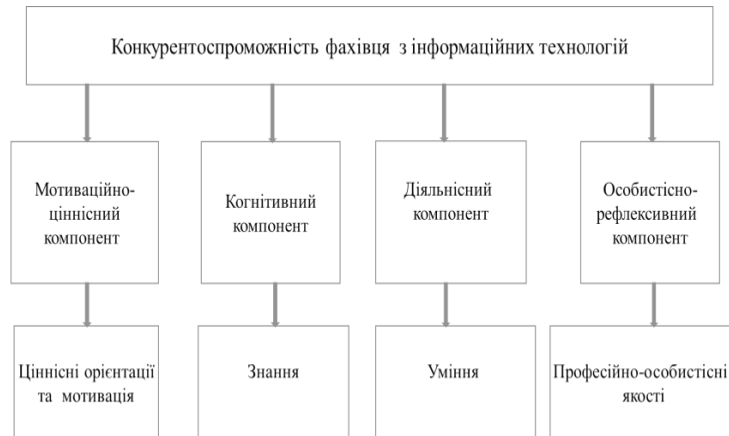 Конкурентоспроможність фахівця з інформаційних технологій
Мотиваційно-
ціннісний
компонент
Когнітивний
компонент
Діяльнісний
компонент
Особистісно-
рефлексивний
компонент
Ціннісні орієнтації
та мотивація
Знання
Уміння
Професійно-особистісні
якості